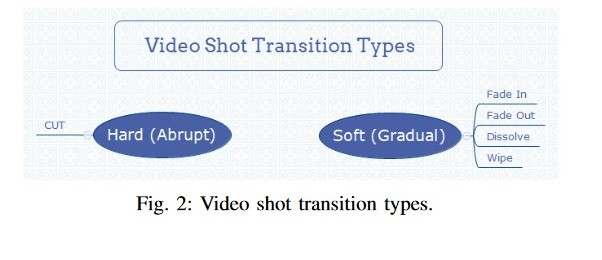 Video Shot Transition Types
CUT
Hard (Abrupt)
Soft (Gradual)
Fade In
Fade Out
Dissolve
Wipe
Fig. 2: Video shot transition types.